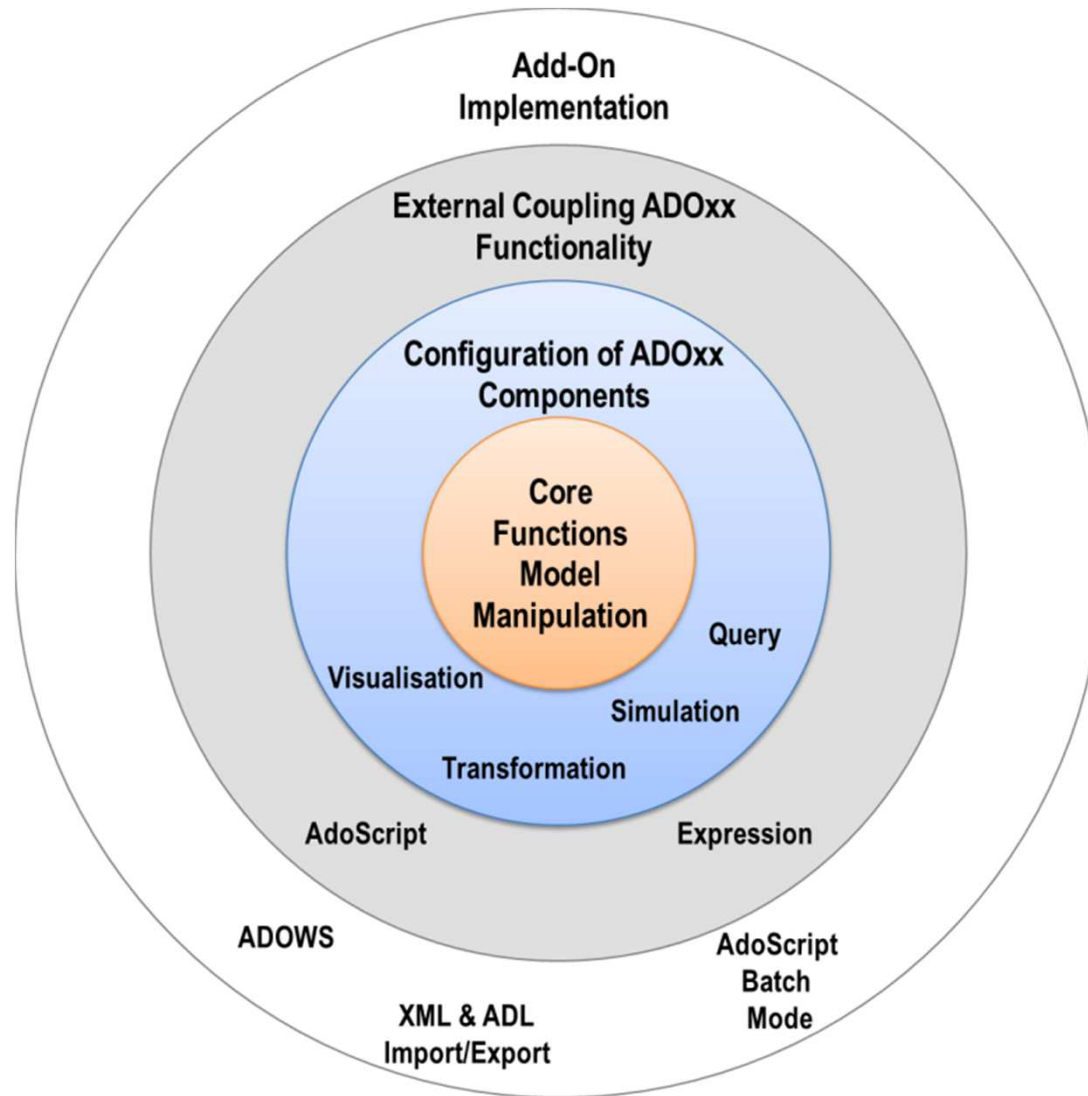 Add-On
Implementation
External Coupling ADOxx
Functionality
Configuration of ADOxx
Components
Core
Functions
Model
Manipulation
Query
Visualisation
Simulation
Transformation
AdoScript
Expression
ADOWS
AdoScript
Batch
Mode
XML & ADL
Import/Export